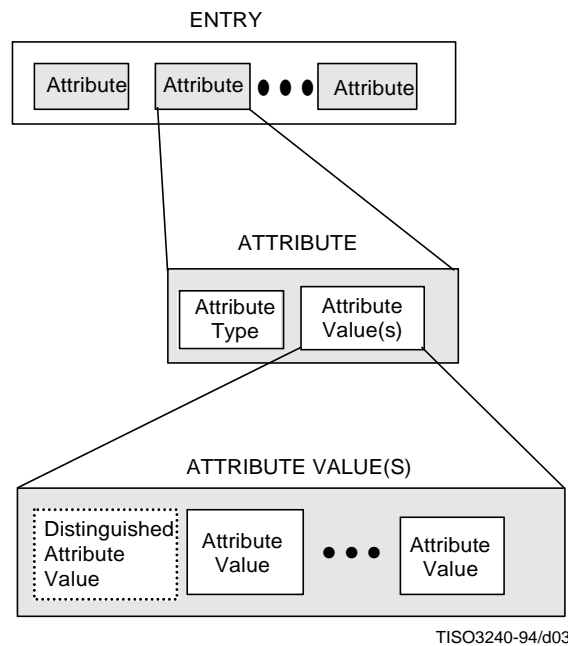 ENTRY
Attribute Attribute Attribute
ATTRIBUTE
Attribute
Type
Attribute
Value(s)
ATTRIBUTE VALUE(S)
Distinguished
Attribute
Value
Attribute
Value
Attribute
Value
TISO3240-94/d03